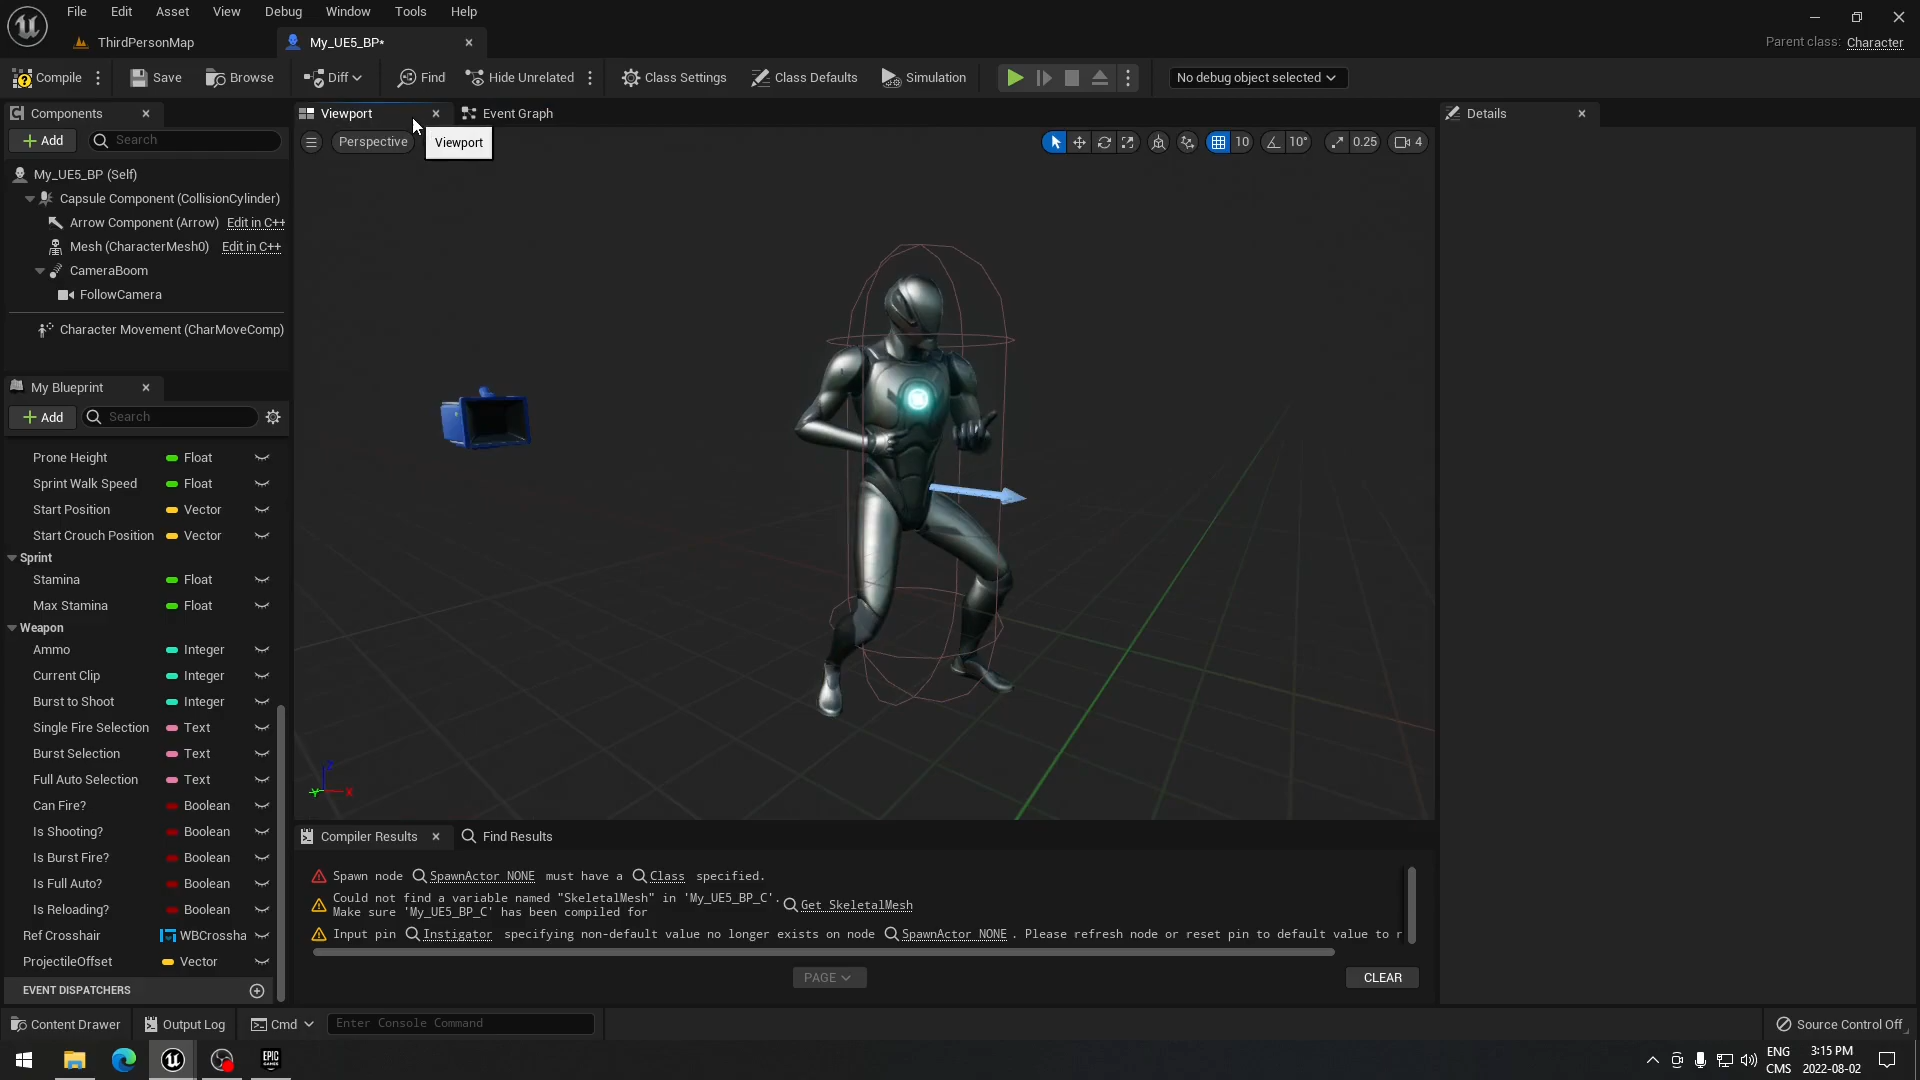 File Edit Asset View Debug Window Tools Help
ThirdPersonMap
My_UE5_BP*
Parent class: Character
Compile
Save
Browse
Diff
Find
Hide Unrelated
Class Settings
Class Defaults
Simulation
No debug object selected
Components
Add
Search
My_UE5_BP (Self)
Capsule Component (CollisionCylinder)
Arrow Component (Arrow) Edit in C++
Mesh (CharacterMesh0) Edit in C++
CameraBoom
FollowCamera
Character Movement (CharMoveComp)
My Blueprint
Add
Search
Prone Height Float
Sprint Walk Speed Float
Start Position Vector
Start Crouch Position Vector
Sprint
Stamina Float
Max Stamina Float
Weapon
Ammo Integer
Current Clip Integer
Burst to Shoot Integer
Single Fire Selection Text
Burst Selection Text
Full Auto Selection Text
Can Fire? Boolean
Is Shooting? Boolean
Is Burst Fire? Boolean
Is Full Auto? Boolean
Is Reloading? Boolean
Ref Crosshair WBCrossha
ProjectileOffset Vector
EVENT DISPATCHERS
Viewport
Event Graph
Perspective
Viewport
10
10°
0.25
4
Z
X
Y
Details
Compiler Results
Find Results
Spawn node SpawnActor NONE must have a Class specified.
Could not find a variable named "SkeletalMesh" in 'My_UE5_BP_C'.
Make sure 'My_UE5_BP_C' has been compiled for
Get SkeletalMesh
Input pin Instigator specifying non-default value no longer exists on node SpawnActor NONE . Please refresh node or reset pin to default value to r
PAGE
CLEAR
Content Drawer
Output Log
Cmd
Enter Console Command
Source Control Off
EPIC
GAMES
ENG
CMS
3:15 PM
2022-08-02